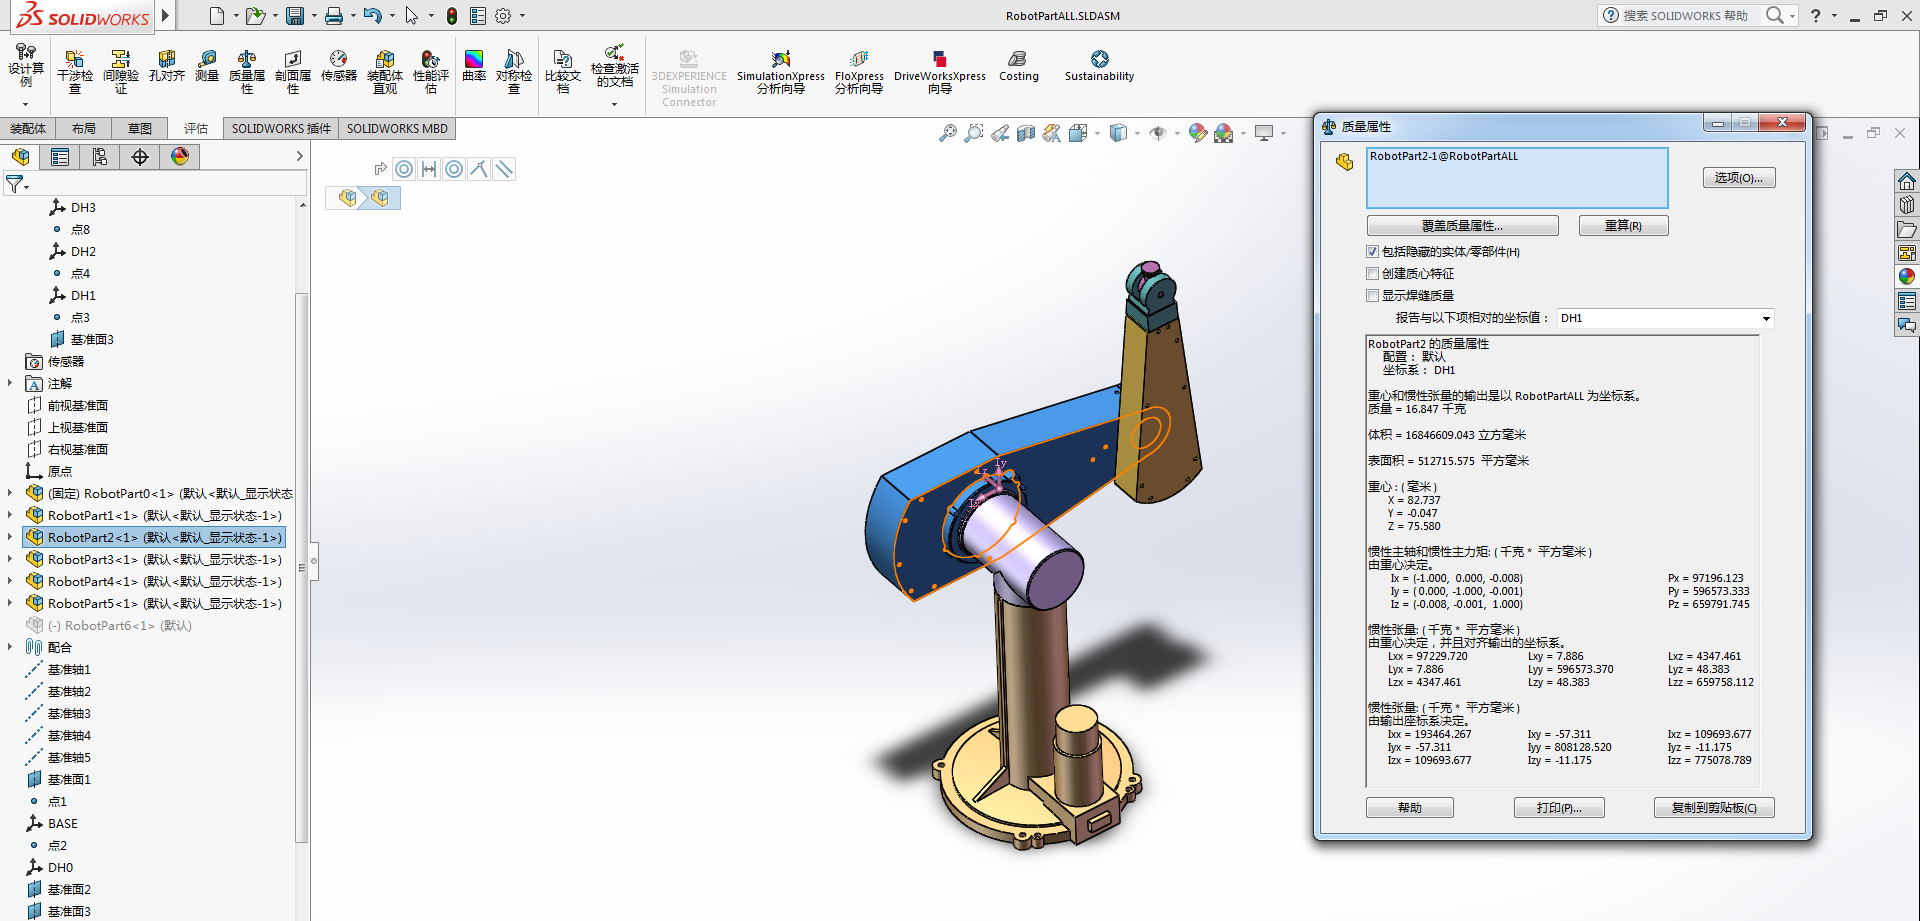 SOLIDWORKS
RobotPartALL.SLDASM
搜索 SOLIDWORKS 帮助
设计算例
干涉检查
间隙验证
孔对齐
测量
质量属性
剖面属性
传感器
装配体直观
性能评估
曲率
对称检查
比较文档
检查激活的文档
3DEXPERIENCE Simulation Connector
SimulationXpress 分析向导
FloXpress 分析向导
DriveWorksXpress 向导
Costing
Sustainability
装配体
布局
草图
评估
SOLIDWORKS 插件
SOLIDWORKS MBD
DH3
点8
DH2
点4
DH1
点3
基准面3
传感器
注解
前视基准面
上视基准面
右视基准面
原点
(固定) RobotPart0<1> (默认<默认_显示状态
RobotPart1<1> (默认<默认_显示状态-1>)
RobotPart2<1> (默认<默认_显示状态-1>)
RobotPart3<1> (默认<默认_显示状态-1>)
RobotPart4<1> (默认<默认_显示状态-1>)
RobotPart5<1> (默认<默认_显示状态-1>)
(-) RobotPart6<1> (默认)
配合
基准轴1
基准轴2
基准轴3
基准轴4
基准轴5
基准面1
点1
BASE
点2
DH0
基准面2
基准面3
质量属性
RobotPart2-1@RobotPartALL
选项(O)...
覆盖质量属性...
重算(R)
包括隐藏的实体/零部件(H)
创建质心特征
显示焊缝质量
报告与以下项相对的坐标值： DH1
RobotPart2 的质量属性
配置： 默认
坐标系： DH1
重心和惯性张量的输出是以 RobotPartALL 为坐标系。
质量 = 16.847 千克
体积 = 16846609.043 立方毫米
表面积 = 512715.575 平方毫米
重心 : ( 毫米 )
X = 82.737
Y = -0.047
Z = 75.580
惯性主轴和惯性主力矩: ( 千克 * 平方毫米 )
由重心决定。
Ix = (-1.000, 0.000, -0.008) Px = 97196.123
Iy = ( 0.000, -1.000, -0.001) Py = 596573.333
Iz = (-0.008, -0.001, 1.000) Pz = 659791.745
惯性张量: ( 千克 * 平方毫米 )
由重心决定，并且对齐输出的坐标系。
Lxx = 97229.720 Lxy = 7.886 Lxz = 4347.461
Lyx = 7.886 Lyy = 596573.370 Lyz = 48.383
Lzx = 4347.461 Lzy = 48.383 Lzz = 659758.112
惯性张量: ( 千克 * 平方毫米 )
由输出座标系决定。
Ixx = 193464.267 Ixy = -57.311 Ixz = 109693.677
Iyx = -57.311 Iyy = 808128.520 Iyz = -11.175
Izx = 109693.677 Izy = -11.175 Izz = 775078.789
帮助
打印(P)...
复制到剪贴板(C)